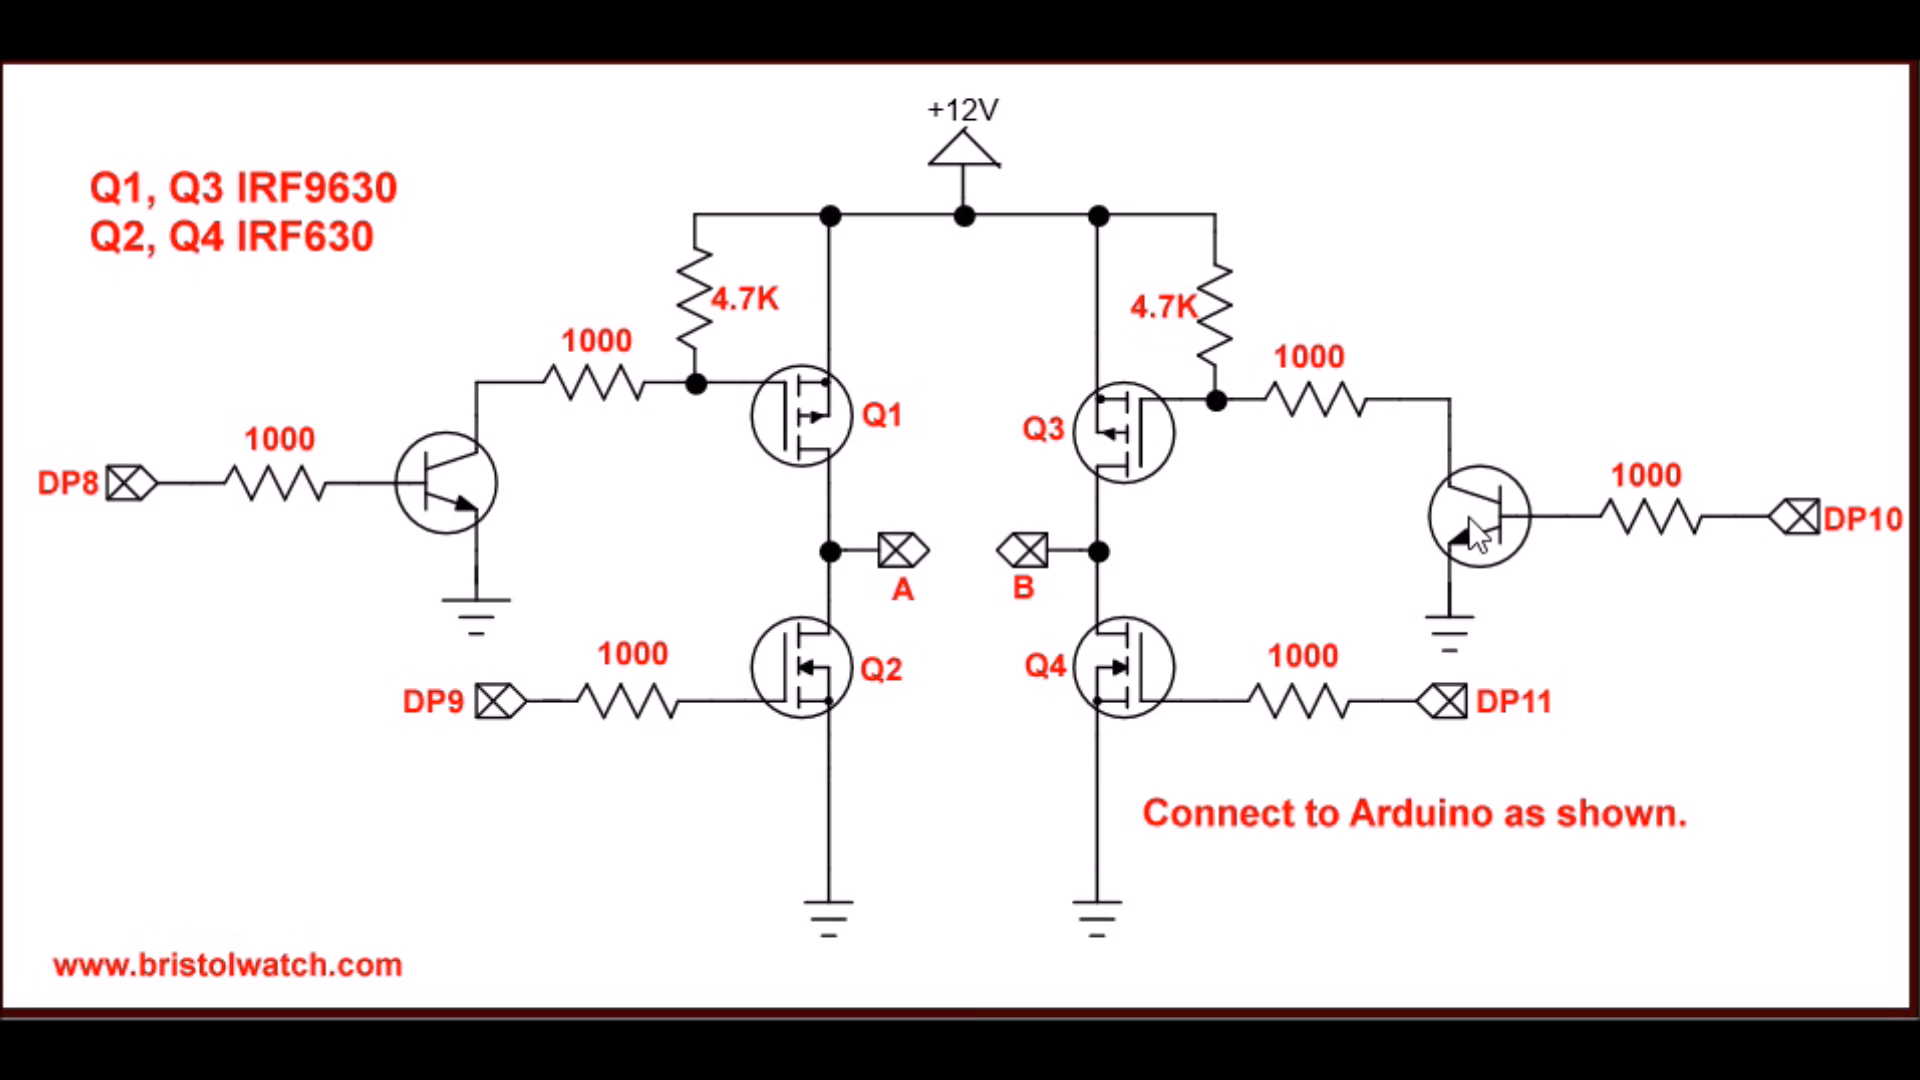 +12V
Q1, Q3 IRF9630
Q2, Q4 IRF630
4.7K
4.7K
1000
1000
Q1
Q3
1000
1000
DP8
DP10
A
B
1000
1000
Q2
Q4
DP9
DP11
Connect to Arduino as shown.
www.bristolwatch.com